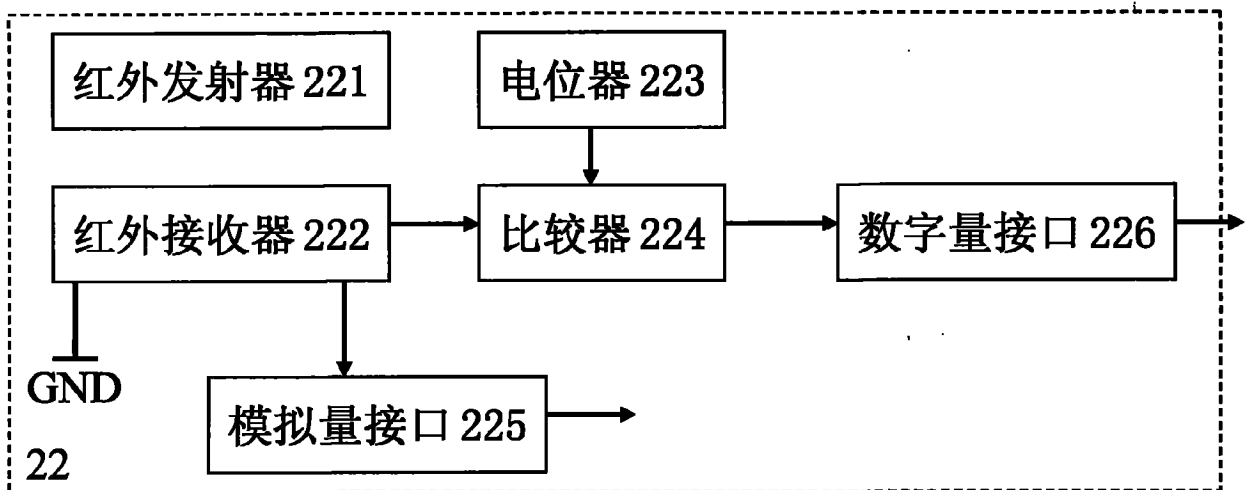 红外发射器 221
电位器 223
红外接收器 222
比较器 224
数字量接口 226
GND
模拟量接口 225
22